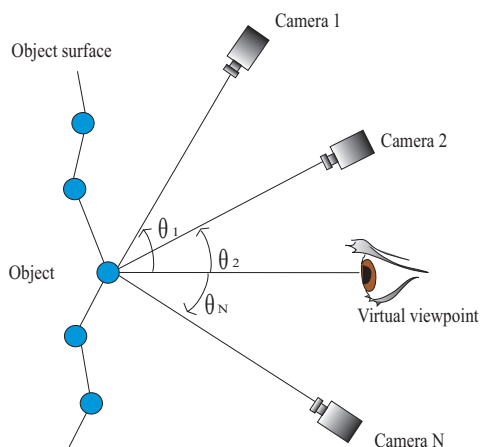 Camera 1
Object surface
Camera 2
θ1
θ2
Object
θN
Virtual viewpoint
Camera N